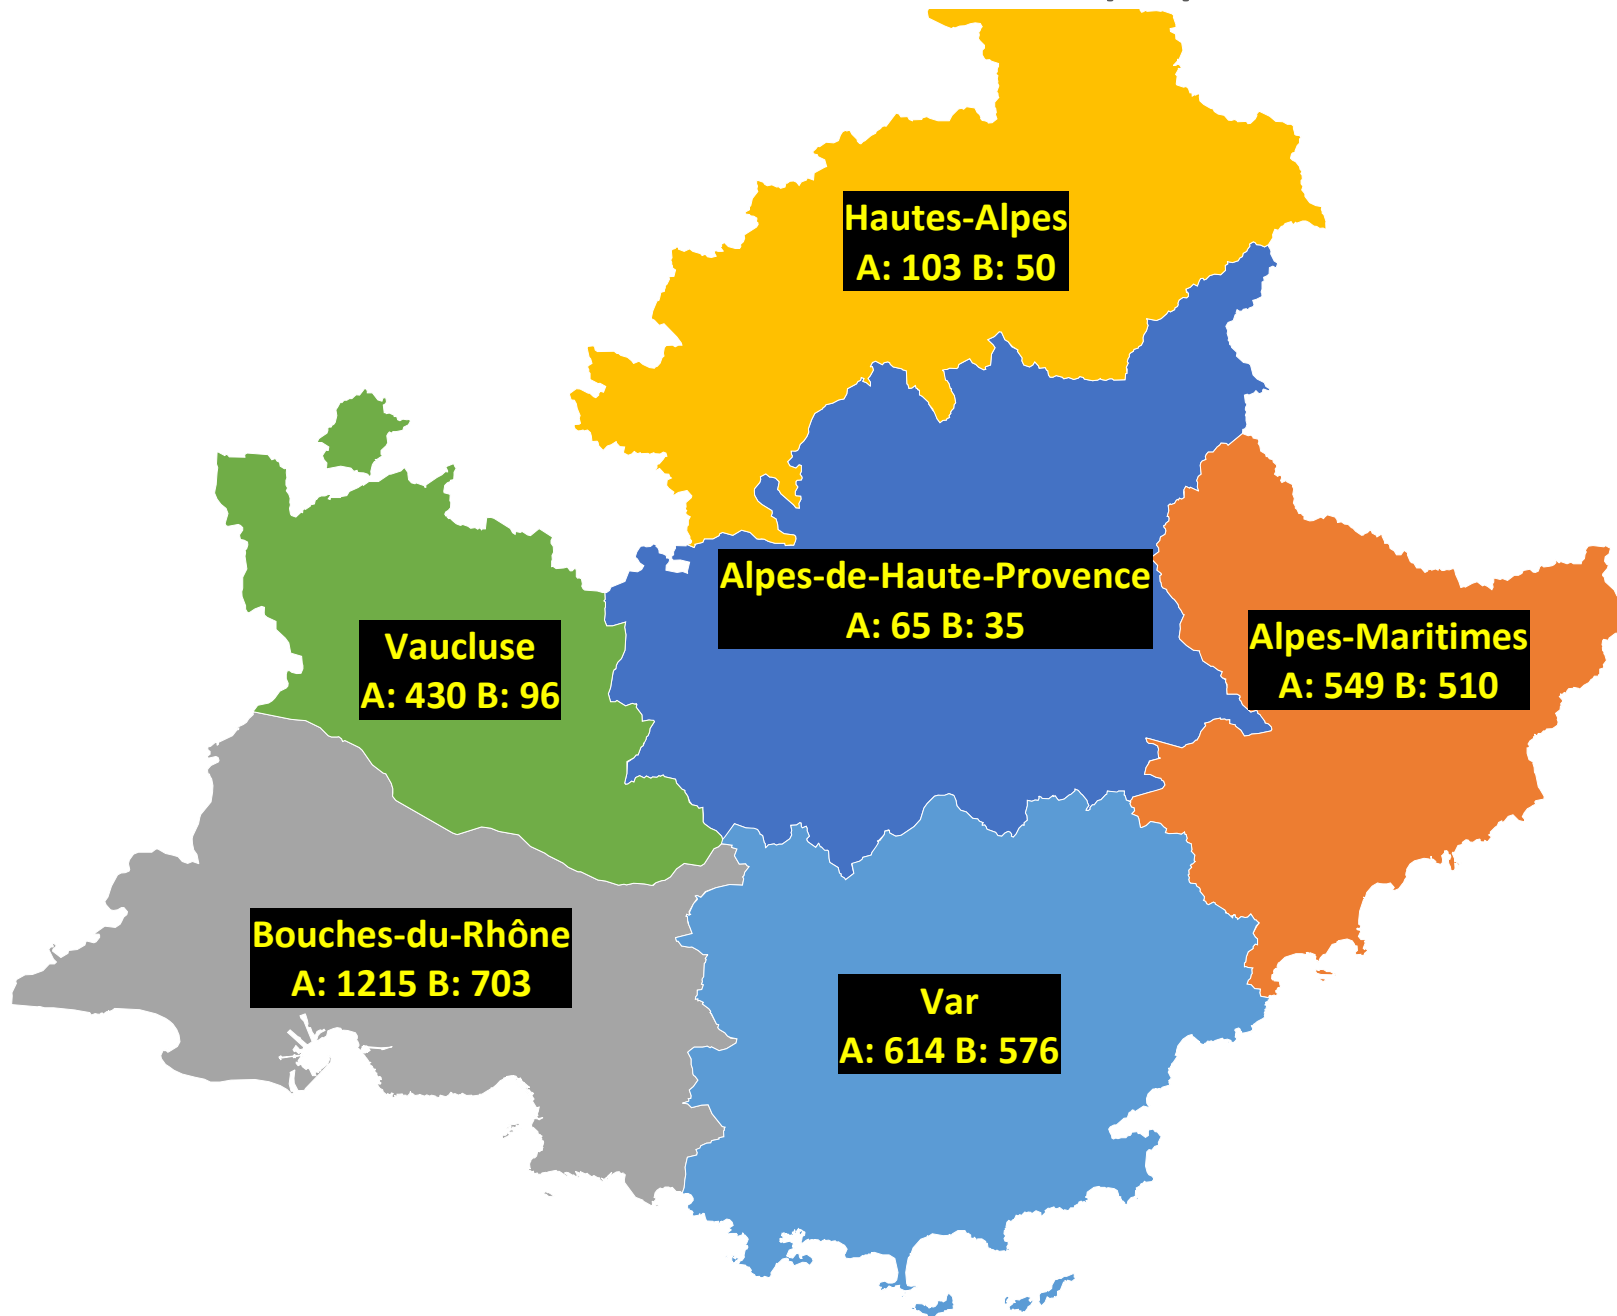 Hautes-Alpes
A: 103 B: 50
Alpes-de-Haute-Provence
A: 65 B: 35
Alpes-Maritimes
A: 549 B: 510
Vaucluse
A: 430 B: 96
Bouches-du-Rhône
A: 1215 B: 703
Var
A: 614 B: 576